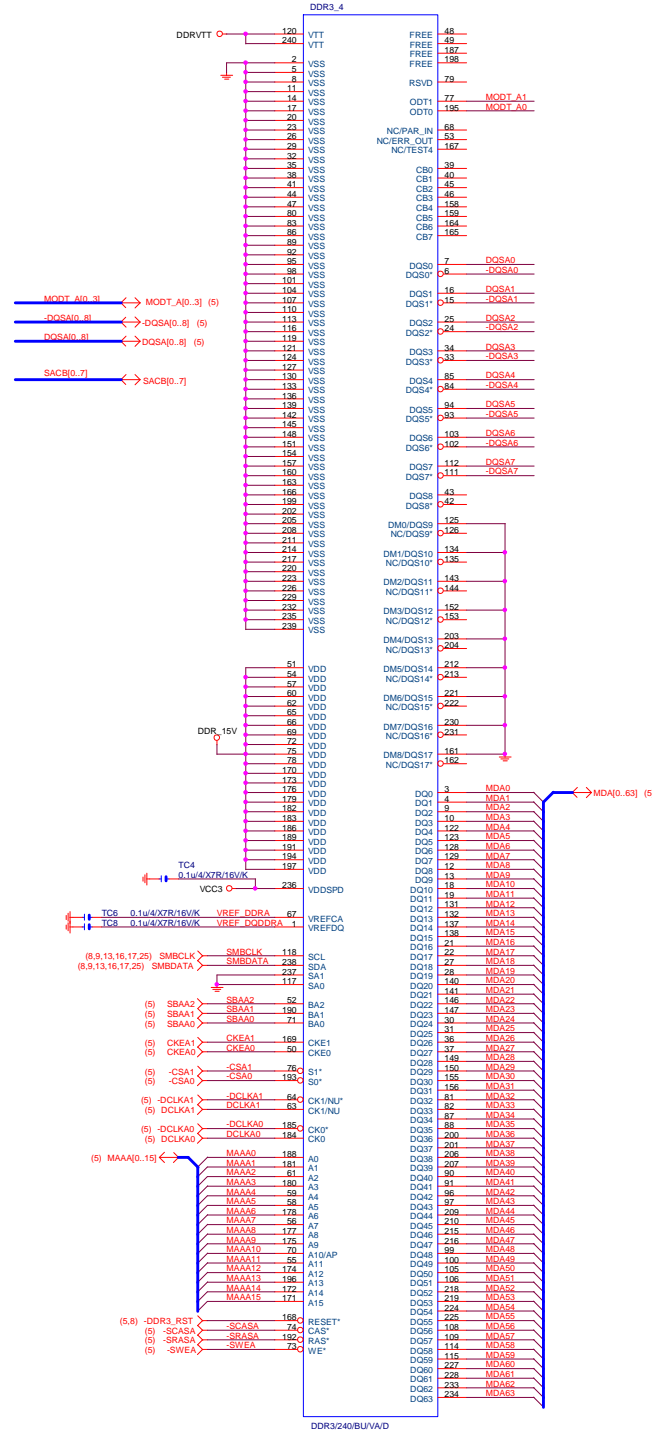 DDR3_4
DDRVTT 120 VTT
240 VTT
2 VSS
5 VSS
8 VSS
11 VSS
14 VSS
17 VSS
20 VSS
23 VSS
26 VSS
29 VSS
32 VSS
35 VSS
38 VSS
41 VSS
44 VSS
47 VSS
80 VSS
83 VSS
86 VSS
89 VSS
92 VSS
95 VSS
98 VSS
101 VSS
104 VSS
107 VSS
110 VSS
113 VSS
116 VSS
119 VSS
121 VSS
124 VSS
127 VSS
130 VSS
133 VSS
136 VSS
139 VSS
142 VSS
145 VSS
148 VSS
151 VSS
154 VSS
157 VSS
160 VSS
163 VSS
166 VSS
199 VSS
202 VSS
205 VSS
208 VSS
211 VSS
214 VSS
217 VSS
220 VSS
223 VSS
226 VSS
229 VSS
232 VSS
235 VSS
239 VSS
MODT_A[0..3] MODT_A[0..3] (5)
-DQSA[0..8] -DQSA[0..8] (5)
DQSA[0..8] DQSA[0..8] (5)
SACB[0..7] SACB[0..7]
51 VDD
54 VDD
57 VDD
60 VDD
62 VDD
65 VDD
66 VDD
69 VDD
72 VDD
DDR_15V
75 VDD
78 VDD
170 VDD
173 VDD
176 VDD
179 VDD
182 VDD
183 VDD
186 VDD
189 VDD
191 VDD
194 VDD
197 VDD
TC4
0.1u/4/X7R/16V/K
VCC3 236 VDDSPD
TC6 0.1u/4/X7R/16V/K VREF_DDRA 67 VREFCA
TC8 0.1u/4/X7R/16V/K VREF_DQDDRA 1 VREFDQ
(8,9,13,16,17,25) SMBCLK SMBCLK 118 SCL
(8,9,13,16,17,25) SMBDATA SMBDATA 238 SDA
237 SA1
117 SA0
(5) SBAA2 SBAA2 52 BA2
(5) SBAA1 SBAA1 190 BA1
(5) SBAA0 SBAA0 71 BA0
(5) CKEA1 CKEA1 169 CKE1
(5) CKEA0 CKEA0 50 CKE0
(5) -CSA1 -CSA1 76 S1*
(5) -CSA0 -CSA0 193 S0*
(5) -DCLKA1 -DCLKA1 64 CK1/NU*
(5) DCLKA1 DCLKA1 63 CK1/NU
(5) -DCLKA0 -DCLKA0 185 CK0*
(5) DCLKA0 DCLKA0 184 CK0
(5) MAAA[0..15]
MAAA0 188 A0
MAAA1 181 A1
MAAA2 61 A2
MAAA3 180 A3
MAAA4 59 A4
MAAA5 58 A5
MAAA6 178 A6
MAAA7 56 A7
MAAA8 177 A8
MAAA9 175 A9
MAAA10 70 A10/AP
MAAA11 55 A11
MAAA12 174 A12
MAAA13 196 A13
MAAA14 172 A14
MAAA15 171 A15
(5,8) -DDR3_RST 168 RESET*
(5) -SCASA -SCASA 74 CAS*
(5) -SRASA -SRASA 192 RAS*
(5) -SWEA -SWEA 73 WE*
FREE 48
FREE 49
FREE 187
FREE 198
RSVD 79
ODT1 77 MODT_A1
ODT0 195 MODT_A0
NC/PAR_IN 68
NC/ERR_OUT 53
NC/TEST4 167
CB0 39
CB1 40
CB2 45
CB3 46
CB4 158
CB5 159
CB6 164
CB7 165
DQS0 7 DQSA0
DQS0* 6 -DQSA0
DQS1 16 DQSA1
DQS1* 15 -DQSA1
DQS2 25 DQSA2
DQS2* 24 -DQSA2
DQS3 34 DQSA3
DQS3* 33 -DQSA3
DQS4 85 DQSA4
DQS4* 84 -DQSA4
DQS5 94 DQSA5
DQS5* 93 -DQSA5
DQS6 103 DQSA6
DQS6* 102 -DQSA6
DQS7 112 DQSA7
DQS7* 111 -DQSA7
DQS8 43
DQS8* 42
DM0/DQS9 125
NC/DQS9* 126
DM1/DQS10 134
NC/DQS10* 135
DM2/DQS11 143
NC/DQS11* 144
DM3/DQS12 152
NC/DQS12* 153
DM4/DQS13 203
NC/DQS13* 204
DM5/DQS14 212
NC/DQS14* 213
DM6/DQS15 221
NC/DQS15* 222
DM7/DQS16 230
NC/DQS16* 231
DM8/DQS17 161
NC/DQS17* 162
DQ0 3 MDA0 MDA[0..63] (5
DQ1 4 MDA1
DQ2 9 MDA2
DQ3 10 MDA3
DQ4 122 MDA4
DQ5 123 MDA5
DQ6 128 MDA6
DQ7 129 MDA7
DQ8 12 MDA8
DQ9 13 MDA9
DQ10 18 MDA10
DQ11 19 MDA11
DQ12 131 MDA12
DQ13 132 MDA13
DQ14 137 MDA14
DQ15 138 MDA15
DQ16 21 MDA16
DQ17 22 MDA17
DQ18 27 MDA18
DQ19 28 MDA19
DQ20 140 MDA20
DQ21 141 MDA21
DQ22 146 MDA22
DQ23 147 MDA23
DQ24 30 MDA24
DQ25 31 MDA25
DQ26 36 MDA26
DQ27 37 MDA27
DQ28 149 MDA28
DQ29 150 MDA29
DQ30 155 MDA30
DQ31 156 MDA31
DQ32 81 MDA32
DQ33 82 MDA33
DQ34 87 MDA34
DQ35 88 MDA35
DQ36 200 MDA36
DQ37 201 MDA37
DQ38 206 MDA38
DQ39 207 MDA39
DQ40 90 MDA40
DQ41 91 MDA41
DQ42 96 MDA42
DQ43 97 MDA43
DQ44 209 MDA44
DQ45 210 MDA45
DQ46 215 MDA46
DQ47 216 MDA47
DQ48 99 MDA48
DQ49 100 MDA49
DQ50 105 MDA50
DQ51 106 MDA51
DQ52 218 MDA52
DQ53 219 MDA53
DQ54 224 MDA54
DQ55 225 MDA55
DQ56 108 MDA56
DQ57 109 MDA57
DQ58 114 MDA58
DQ59 115 MDA59
DQ60 227 MDA60
DQ61 228 MDA61
DQ62 233 MDA62
DQ63 234 MDA63
DDR3/240/BU/VA/D